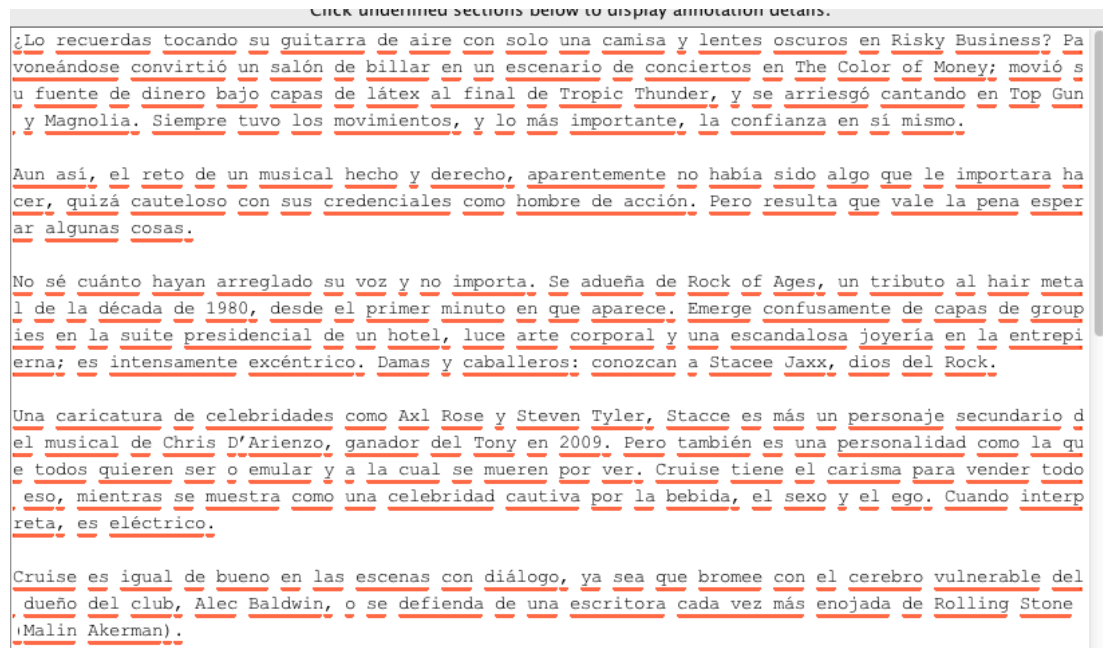 Click underlined sections below to display annotation details.
¿Lo recuerdas tocando su guitarra de aire con solo una camisa y lentes oscuros en Risky Business? Pa
voneándose convirtió un salón de billar en un escenario de conciertos en The Color of Money; movió s
u fuente de dinero bajo capas de látex al final de Tropic Thunder, y se arriesgó cantando en Top Gun
 y Magnolia. Siempre tuvo los movimientos, y lo más importante, la confianza en sí mismo.
Aun así, el reto de un musical hecho y derecho, aparentemente no había sido algo que le importara ha
cer, quizá cauteloso con sus credenciales como hombre de acción. Pero resulta que vale la pena esper
ar algunas cosas.
No sé cuánto hayan arreglado su voz y no importa. Se adueña de Rock of Ages, un tributo al hair meta
l de la década de 1980, desde el primer minuto en que aparece. Emerge confusamente de capas de group
ies en la suite presidencial de un hotel, luce arte corporal y una escandalosa joyería en la entrepi
erna; es intensamente excéntrico. Damas y caballeros: conozcan a Stacee Jaxx, dios del Rock.
Una caricatura de celebridades como Axl Rose y Steven Tyler, Stacce es más un personaje secundario d
el musical de Chris D'Arienzo, ganador del Tony en 2009. Pero también es una personalidad como la qu
e todos quieren ser o emular y a la cual se mueren por ver. Cruise tiene el carisma para vender todo
 eso, mientras se muestra como una celebridad cautiva por la bebida, el sexo y el ego. Cuando interp
reta, es eléctrico.
Cruise es igual de bueno en las escenas con diálogo, ya sea que bromee con el cerebro vulnerable del
 dueño del club, Alec Baldwin, o se defienda de una escritora cada vez más enojada de Rolling Stone
(Malin Akerman).